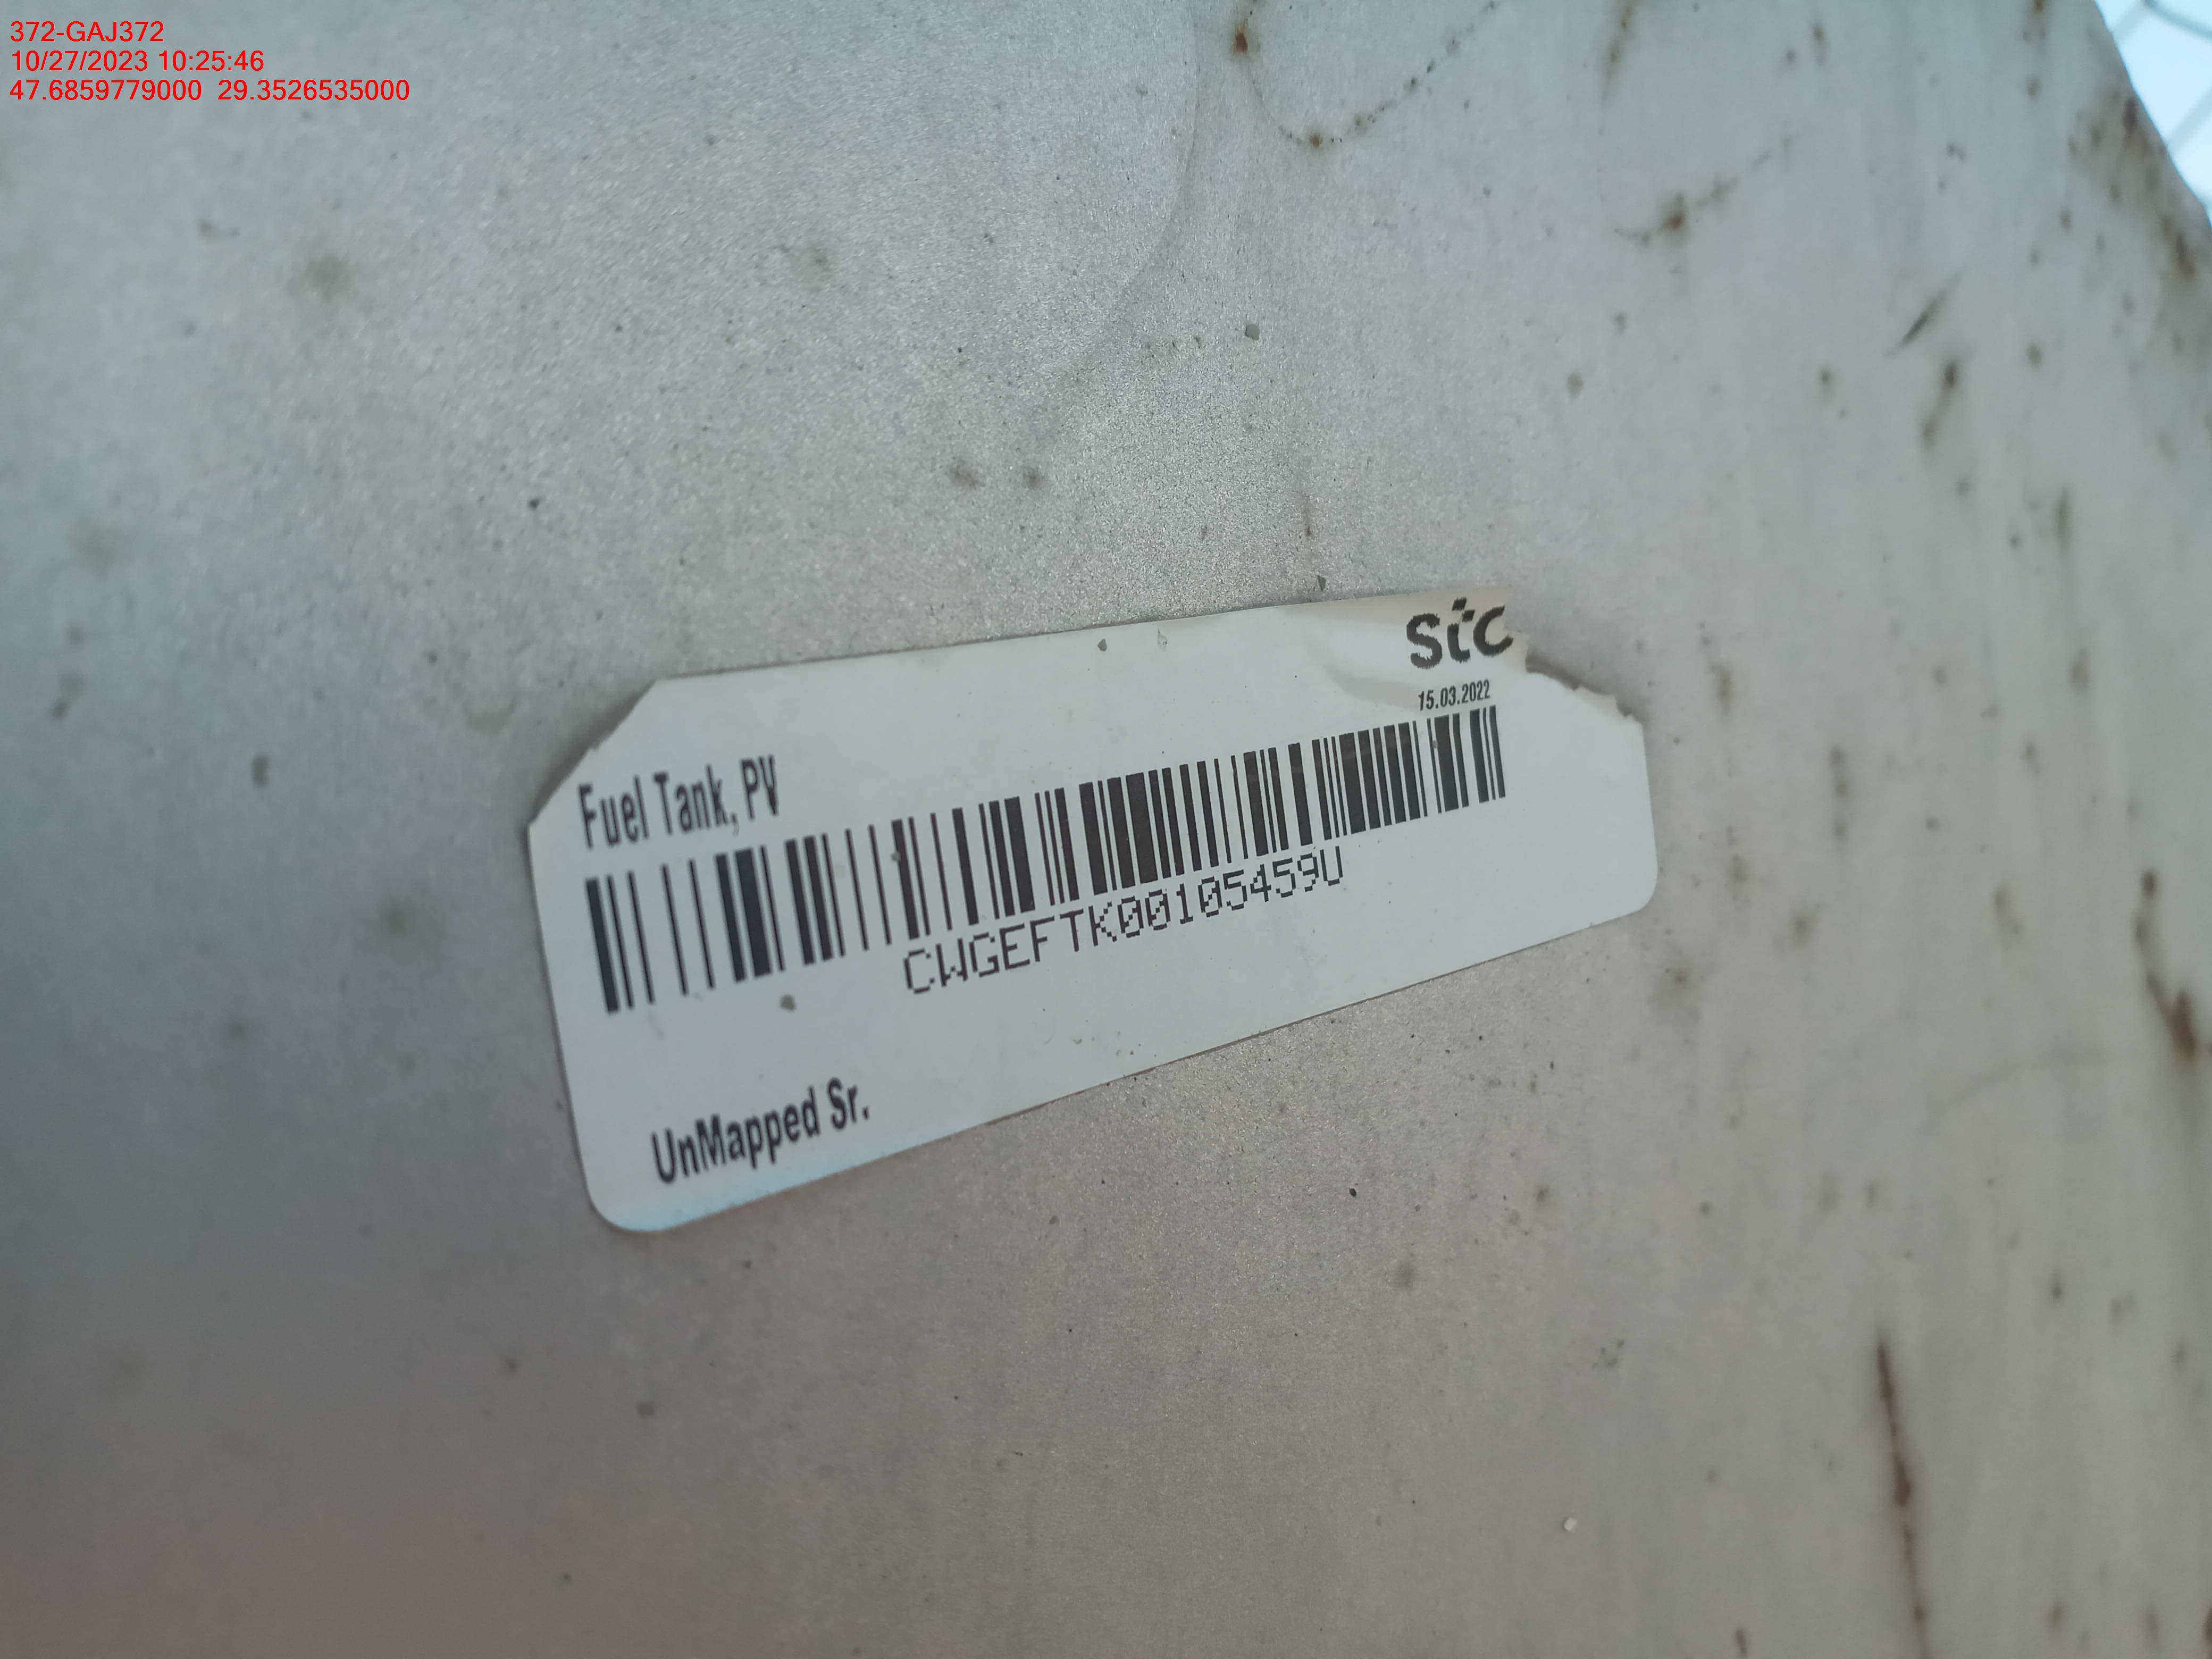 372-GAJ372
10/27/2023 10:25:46
47.6859779000 29.3526535000
stc
15.03.2022
Fuel Tank, PV
CWGEFTK00105459U
UnMapped Sr.